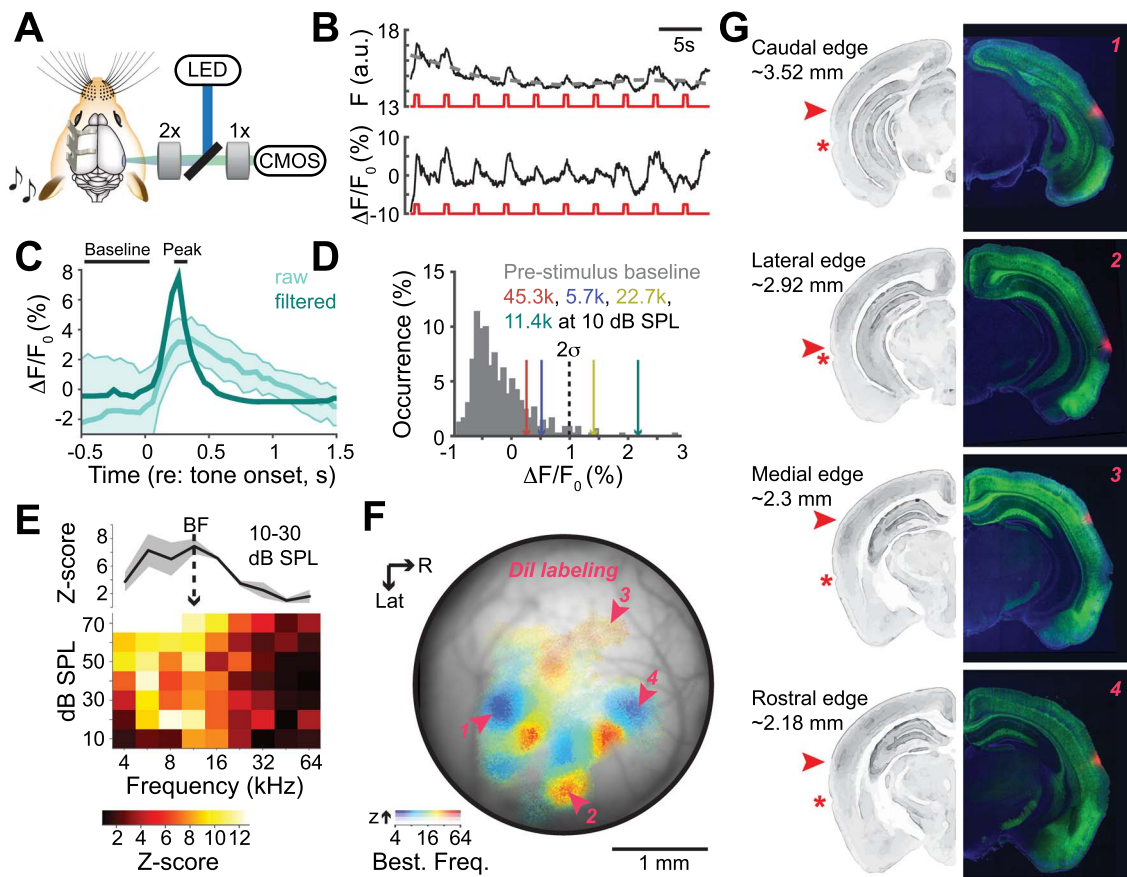 A
LED
2x
1x
CMOS
B
18
F (a.u.)
13
5s
10
0
-10
ΔF/F0 (%)
C
Baseline
Peak
raw
filtered
8
6
4
2
0
-2
ΔF/F0 (%)
-0.5
0
0.5
1.0
1.5
Time (re: tone onset, s)
D
15
10
5
0
Occurrence (%)
Pre-stimulus baseline
45.3k, 5.7k, 22.7k,
11.4k at 10 dB SPL
2σ
-1
0
1
2
3
ΔF/F0 (%)
E
BF
10-30
dB SPL
8
6
4
2
Z-score
70
50
30
10
dB SPL
4
8
16
32
64
Frequency (kHz)
2 4 6 8 10 12
Z-score
F
R
Lat
DiI labeling
3
4
1
2
z
4 16 64
Best. Freq.
1 mm
G
Caudal edge
~3.52 mm
*
1
Lateral edge
~2.92 mm
*
2
Medial edge
~2.3 mm
*
3
Rostral edge
~2.18 mm
*
4